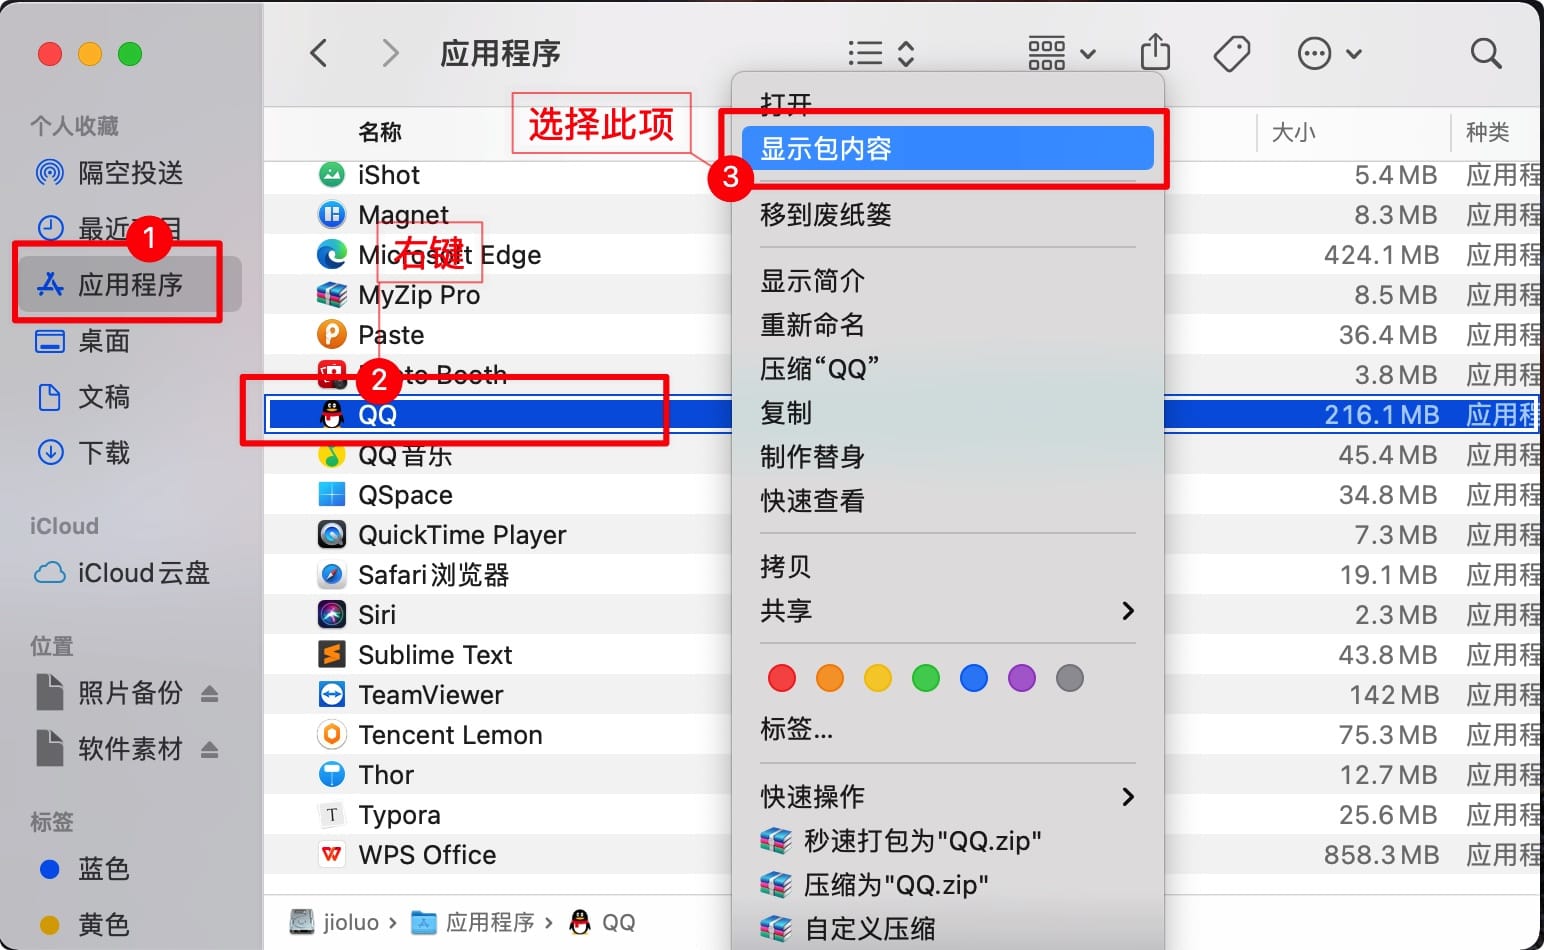 应用程序
个人收藏
隔空投送
最近项目
应用程序
桌面
文稿
下载
iCloud
iCloud云盘
位置
照片备份
软件素材
标签
蓝色
黄色
1
名称
大小
种类
选择此项
右键
2
3
iShot
5.4 MB
应用程
Magnet
8.3 MB
应用程
Microsoft Edge
424.1 MB
应用程
MyZip Pro
8.5 MB
应用程
Paste
36.4 MB
应用程
Photo Booth
3.8 MB
应用程
QQ
216.1 MB
应用程
QQ音乐
45.4 MB
应用程
QSpace
34.8 MB
应用程
QuickTime Player
7.3 MB
应用程
Safari浏览器
19.1 MB
应用程
Siri
2.3 MB
应用程
Sublime Text
43.8 MB
应用程
TeamViewer
142 MB
应用程
Tencent Lemon
75.3 MB
应用程
Thor
12.7 MB
应用程
Typora
25.6 MB
应用程
WPS Office
858.3 MB
应用程
打开
显示包内容
移到废纸篓
显示简介
重新命名
压缩“QQ”
复制
制作替身
快速查看
拷贝
共享
标签...
快速操作
秒速打包为"QQ.zip"
压缩为"QQ.zip"
自定义压缩
jioluo › 应用程序 › QQ